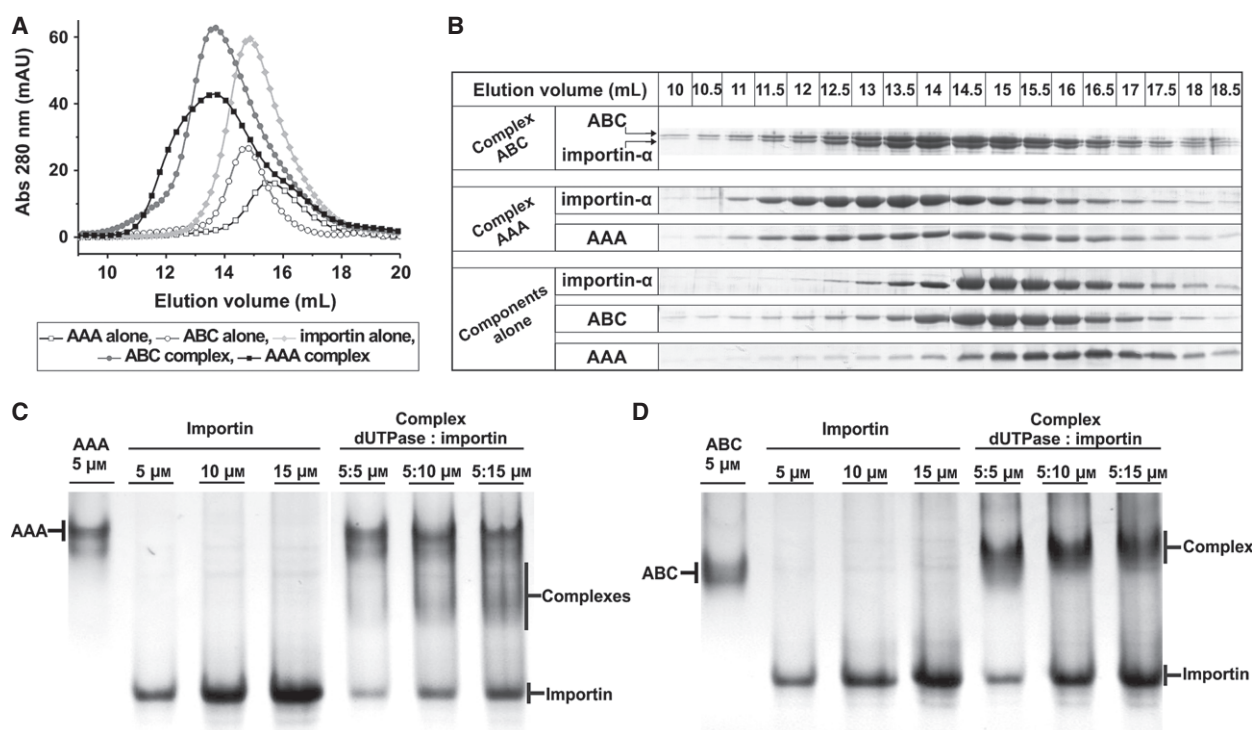 A
Abs 280 nm (mAU)
60
40
20
0
10 12 14 16 18 20
Elution volume (mL)
AAA alone, ABC alone, importin alone,
ABC complex, AAA complex
B
Elution volume (mL) 10 10.5 11 11.5 12 12.5 13 13.5 14 14.5 15 15.5 16 16.5 17 17.5 18 18.5
Complex
ABC
ABC
importin-α
Complex
AAA
importin-α
AAA
Components
alone
importin-α
ABC
AAA
C
AAA
5 μM
Importin
5 μM 10 μM 15 μM
Complex
dUTPase : importin
5:5 μM 5:10 μM 5:15 μM
AAA
Complexes
Importin
D
ABC
5 μM
Importin
5 μM 10 μM 15 μM
Complex
dUTPase : importin
5:5 μM 5:10 μM 5:15 μM
ABC
Complex
Importin